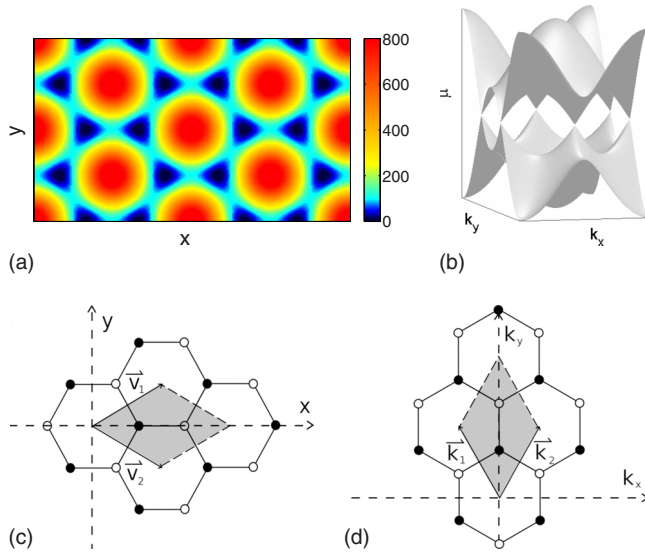 800
600
400
200
0
y
x
(a)
μ
k_y
k_x
(b)
y
x
v_1
v_2
(c)
k_y
k_x
k_1
k_2
(d)